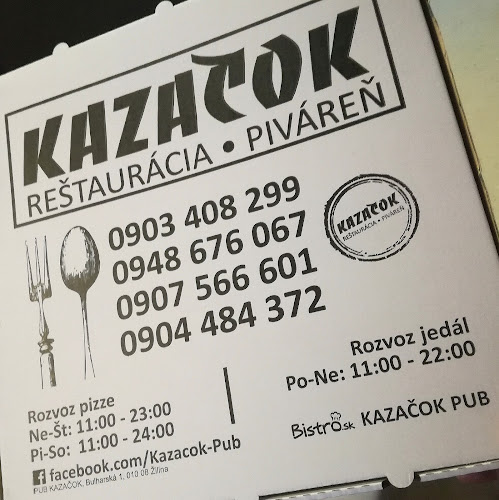 KAZAČOK
REŠTAURÁCIA • PIVÁREŇ
0903 408 299
0948 676 067
0907 566 601
0904 484 372
KAZAČOK
REŠTAURÁCIA • PIVÁREŇ
Rozvoz pizze
Ne-Št: 11:00 - 23:00
Pi-So: 11:00 - 24:00
facebook.com/Kazacok-Pub
PUB KAZAČOK, Bulharská 1, 010 08 Žilina
Rozvoz jedál
Po-Ne: 11:00 - 22:00
Bistro.sk KAZAČOK PUB